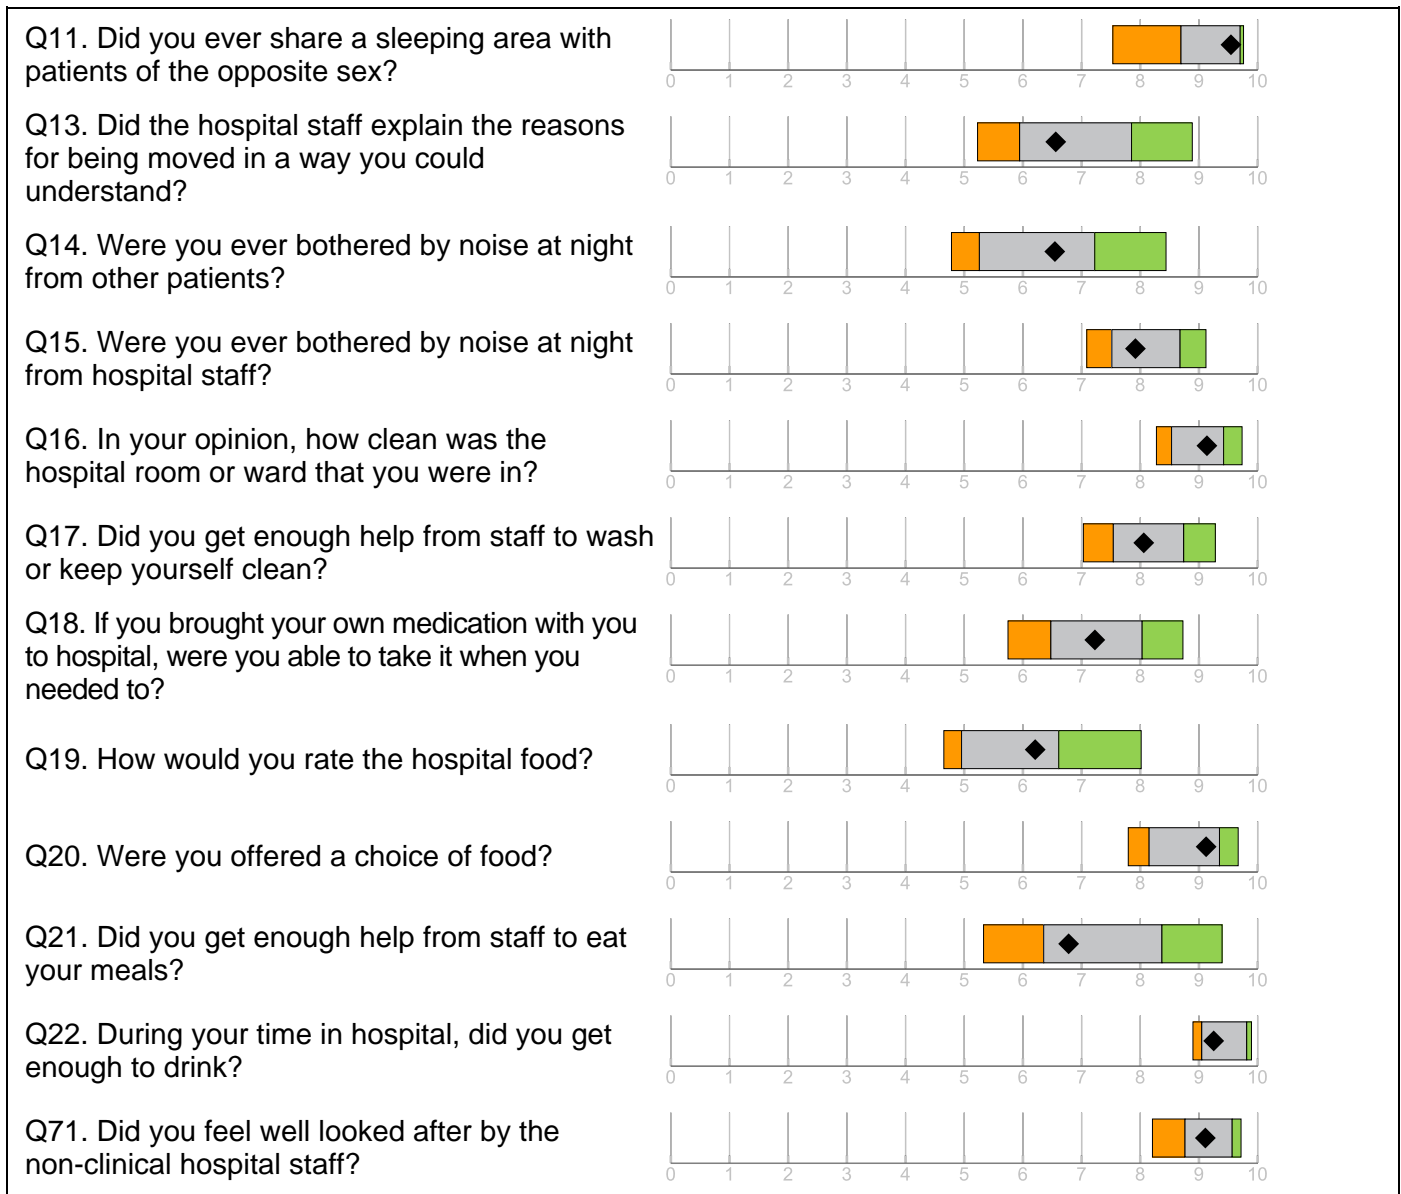 Q11. Did you ever share a sleeping area with
patients of the opposite sex?
0 1 2 3 4 5 6 7 8 9 10
Q13. Did the hospital staff explain the reasons
for being moved in a way you could
understand?
0 1 2 3 4 5 6 7 8 9 10
Q14. Were you ever bothered by noise at night
from other patients?
0 1 2 3 4 5 6 7 8 9 10
Q15. Were you ever bothered by noise at night
from hospital staff?
0 1 2 3 4 5 6 7 8 9 10
Q16. In your opinion, how clean was the
hospital room or ward that you were in?
0 1 2 3 4 5 6 7 8 9 10
Q17. Did you get enough help from staff to wash
or keep yourself clean?
0 1 2 3 4 5 6 7 8 9 10
Q18. If you brought your own medication with you
to hospital, were you able to take it when you
needed to?
0 1 2 3 4 5 6 7 8 9 10
Q19. How would you rate the hospital food?
0 1 2 3 4 5 6 7 8 9 10
Q20. Were you offered a choice of food?
0 1 2 3 4 5 6 7 8 9 10
Q21. Did you get enough help from staff to eat
your meals?
0 1 2 3 4 5 6 7 8 9 10
Q22. During your time in hospital, did you get
enough to drink?
0 1 2 3 4 5 6 7 8 9 10
Q71. Did you feel well looked after by the
non-clinical hospital staff?
0 1 2 3 4 5 6 7 8 9 10